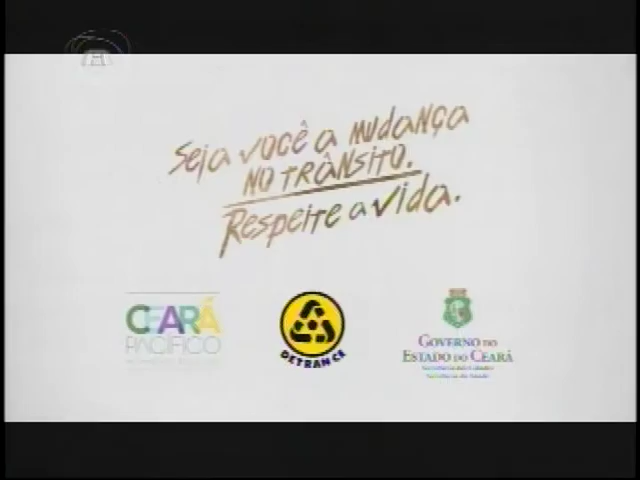 Seja você a mudança
no trânsito.
Respeite a vida.
CEARÁ
PACÍFICO
DETRAN CE
GOVERNO DO
ESTADO DO CEARÁ